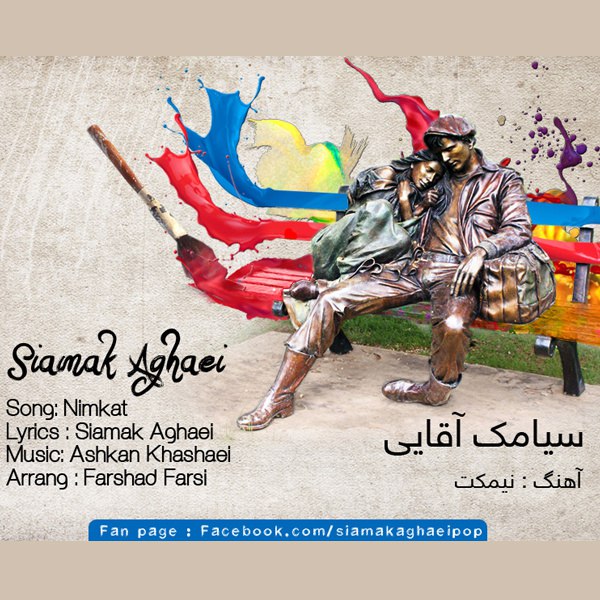 Siamak Aghaei
Song: Nimkat
Lyrics : Siamak Aghaei
Music: Ashkan Khashaei
Arrang : Farshad Farsi
سیامک آقایی
آهنگ : نیمکت
Fan page : Facebook.com/siamakaghaeipop